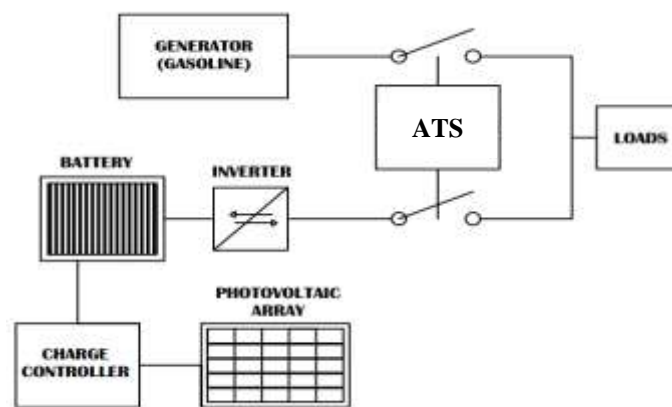 GENERATOR
(GASOLINE)
ATS
LOADS
BATTERY
INVERTER
PHOTOVOLTAIC
ARRAY
CHARGE
CONTROLLER